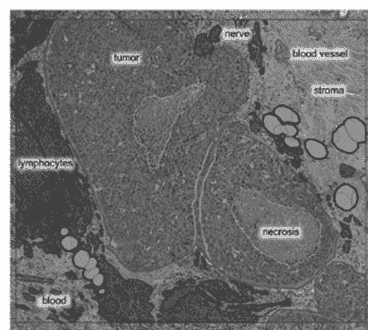 nerve
tumor
blood vessel
stroma
lymphocytes
necrosis
blood